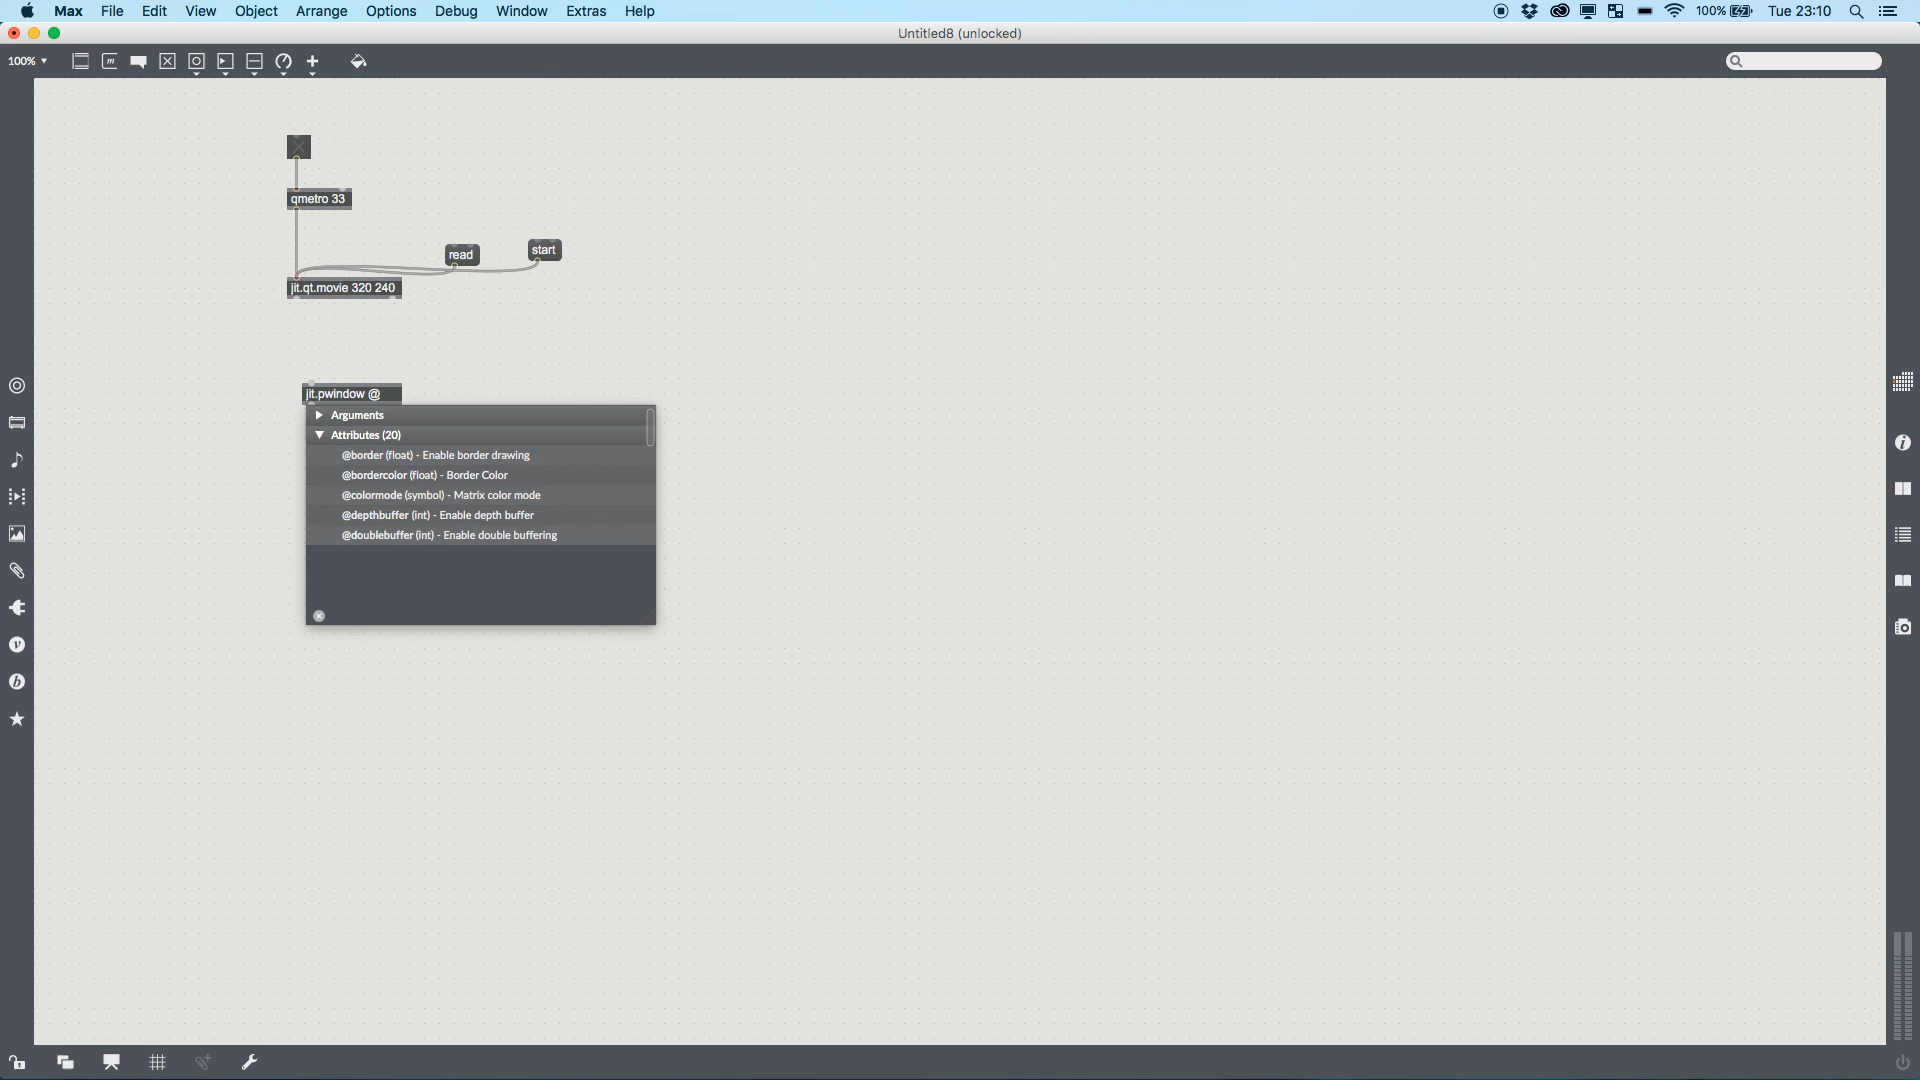 Max File Edit View Object Arrange Options Debug Window Extras Help 100% Tue 23:10
Untitled8 (unlocked)
100%
qmetro 33
read
start
jit.qt.movie 320 240
jit.pwindow @
Arguments
Attributes (20)
@border (float) - Enable border drawing
@bordercolor (float) - Border Color
@colormode (symbol) - Matrix color mode
@depthbuffer (int) - Enable depth buffer
@doublebuffer (int) - Enable double buffering